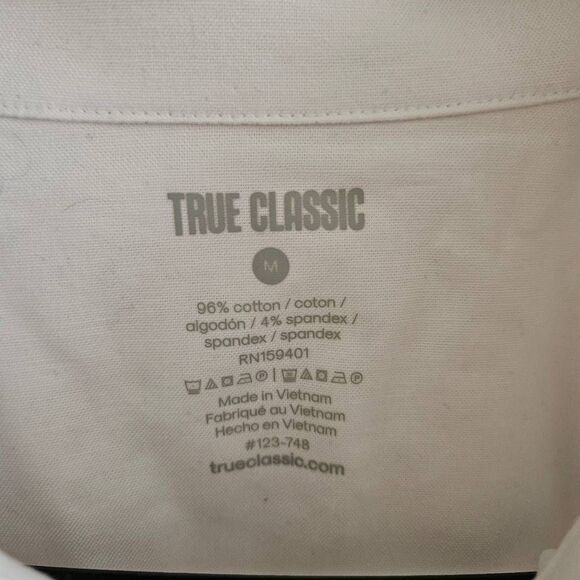 TRUE CLASSIC
M
96% cotton / coton /
algodón / 4% spandex /
spandex / spandex
RN159401
Made in Vietnam
Fabriqué au Vietnam
Hecho en Vietnam
#123-748
trueclassic.com